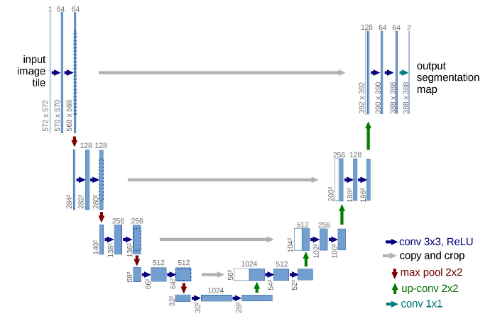 1 64 64
128 64 64 2
input
image
tile
output
segmentation
map
572 x 572
570 x 570
568 x 568
392 x 392
390 x 390
388 x 388
388 x 388
128 128
256 128
284²
282²
280²
200²
198²
196²
256 256
512 256
140²
138²
136²
104²
102²
100²
512 512
1024 512
68²
66²
64²
56²
54²
52²
1024
32²
30²
28²
conv 3x3, ReLU
copy and crop
max pool 2x2
up-conv 2x2
conv 1x1